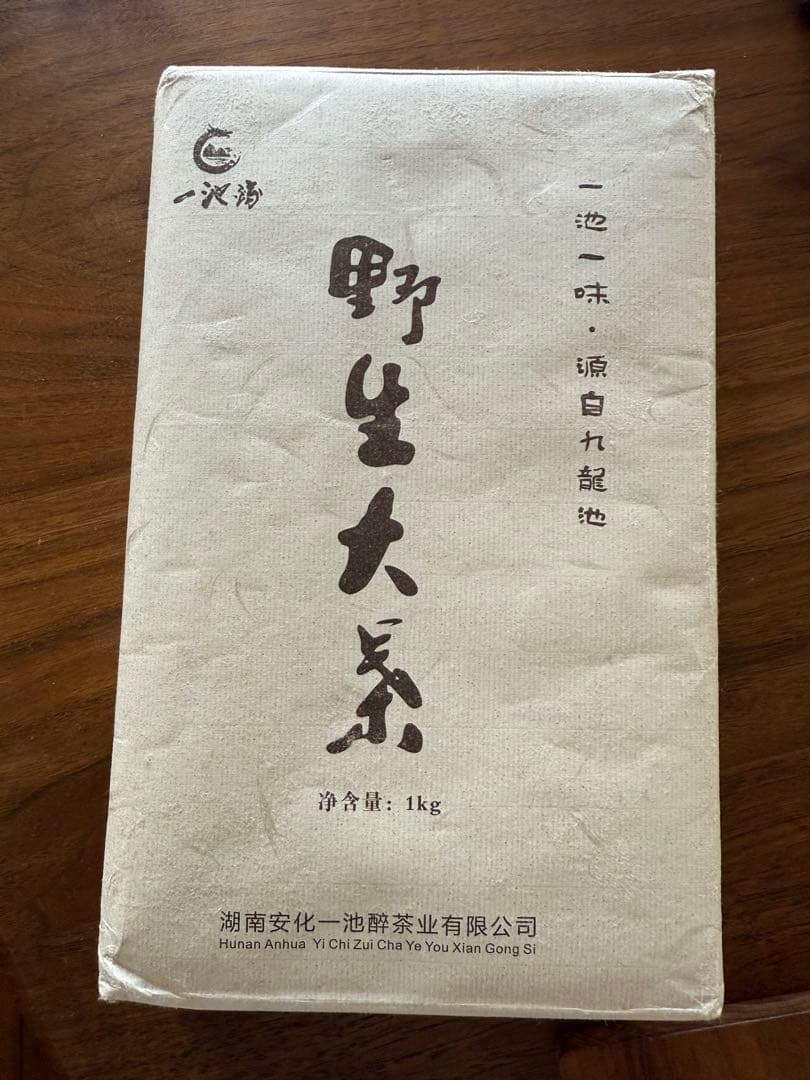 一池
野生大葉
一池一味·源自九龍池
净含量：1kg
湖南安化一池醉茶业有限公司
Hunan Anhua Yi Chi Zui Cha Ye You Xian Gong Si